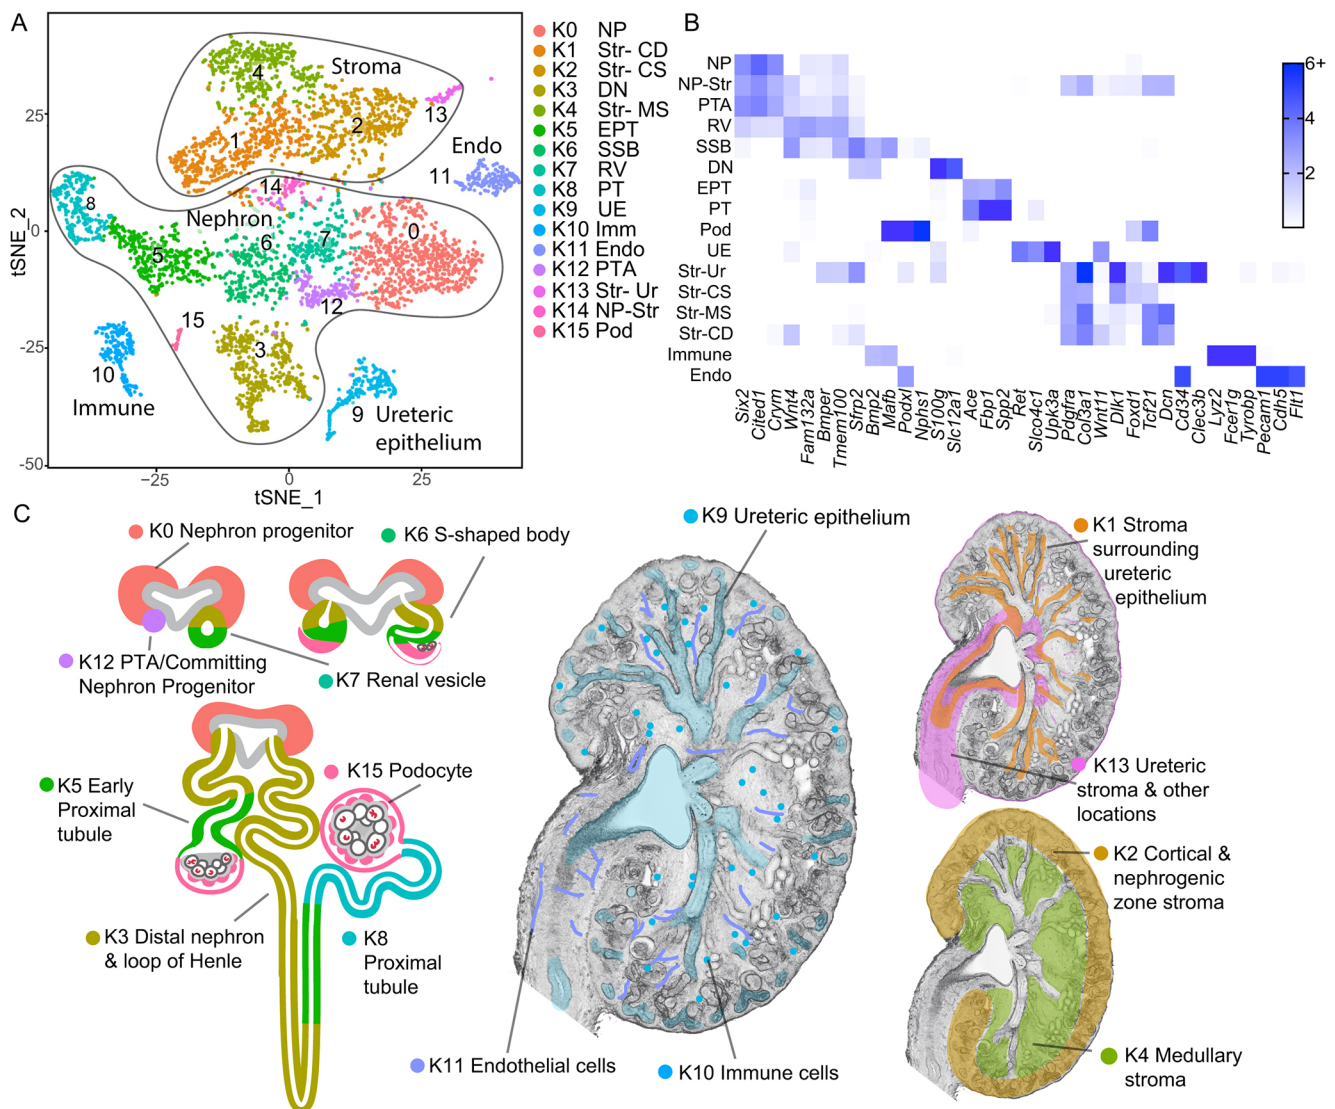 A
Stroma
4
2
1
13
Endo
11
14
8
Nephron
0
7
6
5
12
15
3
10
Immune
9
Ureteric
epithelium
25
0
−25
-50
tSNE_2
−25
0
25
tSNE_1
K0 NP
K1 Str- CD
K2 Str- CS
K3 DN
K4 Str- MS
K5 EPT
K6 SSB
K7 RV
K8 PT
K9 UE
K10 Imm
K11 Endo
K12 PTA
K13 Str- Ur
K14 NP-Str
K15 Pod
B
NP
NP-Str
PTA
RV
SSB
DN
EPT
PT
Pod
UE
Str-Ur
Str-CS
Str-MS
Str-CD
Immune
Endo
Six2
Cited1
Crym
Wnt4
Fam132a
Bmper
Tmem100
Sfrp2
Bmp2
Mafb
Podxl
Nphs1
S100g
Slc12a1
Ace
Fbp1
Spp2
Ret
Slco4c1
Upk3a
Pdgfra
Col3a1
Wnt11
Dlk1
Foxd1
Tcf21
Dcn
Cd34
Clec3b
Lyz2
Fcer1g
Tyrobp
Pecam1
Cdh5
Flt1
6+
4
2
C
K0 Nephron progenitor
K6 S-shaped body
K12 PTA/Committing
Nephron Progenitor
K7 Renal vesicle
K5 Early
Proximal
tubule
K15 Podocyte
K3 Distal nephron
& loop of Henle
K8
Proximal
tubule
K9 Ureteric epithelium
K11 Endothelial cells
K10 Immune cells
K1 Stroma
surrounding
ureteric
epithelium
K13 Ureteric
stroma & other
locations
K2 Cortical &
nephrogenic
zone stroma
K4 Medullary
stroma